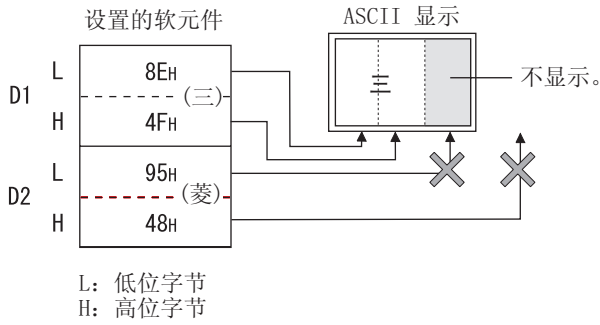 设置的软元件
ASCII 显示
D1
L
8EH
(三)
H
4FH
三
不显示。
D2
L
95H
(菱)
H
48H
L：低位字节
H：高位字节